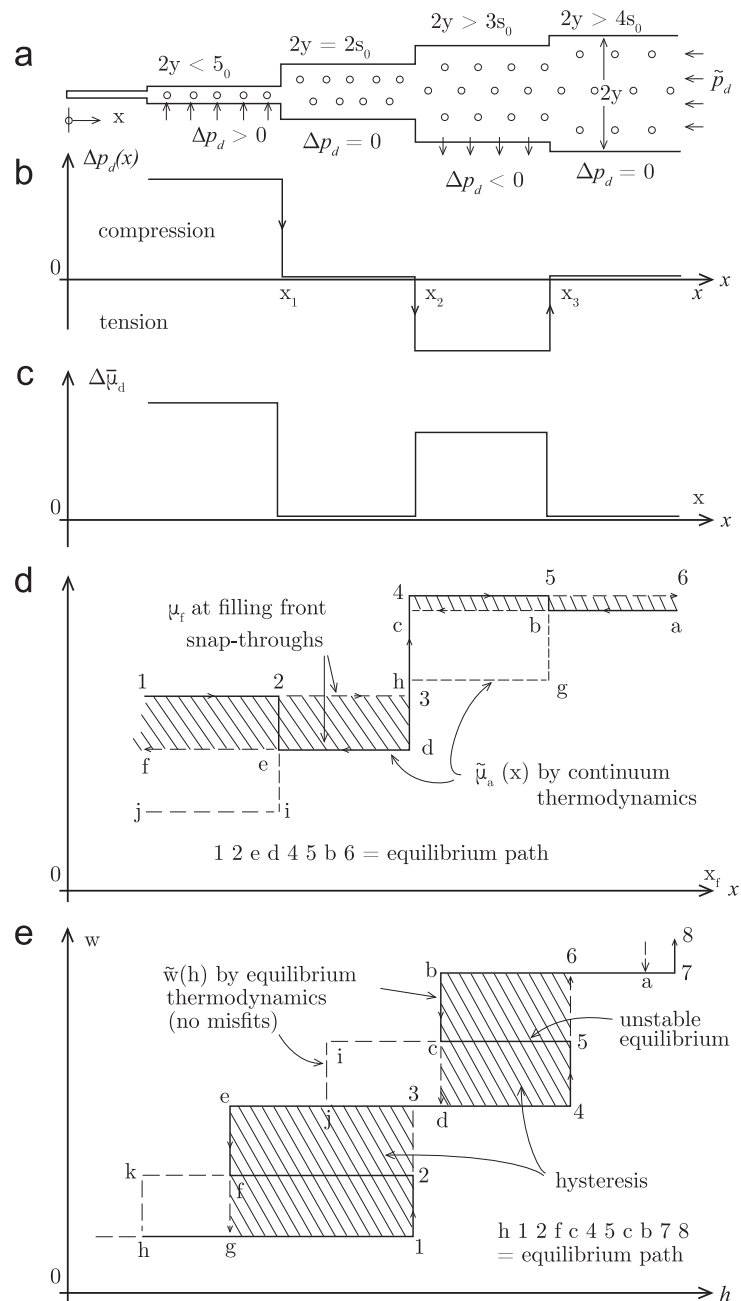 a
2y < 5₀
2y = 2s₀
2y > 3s₀
2y > 4s₀
x
Δp_d > 0
Δp_d = 0
Δp_d < 0
Δp_d = 0
2y
p̃_d
b
Δp_d(x)
compression
0
x₁
x₂
x₃
x
x
tension
c
Δμ̄_d
0
x
x
d
4
5
6
μ_f at filling front
snap-throughs
c
b
a
1
2
h
3
g
f
e
d
μ̃_a (x) by continuum
thermodynamics
j
i
1 2 e d 4 5 b 6 = equilibrium path
0
x_f
x
e
w
8
6
7
b
a
w̃(h) by equilibrium
thermodynamics
(no misfits)
unstable
equilibrium
i
c
5
e
3
j
d
4
k
f
2
hysteresis
h 1 2 f c 4 5 c b 7 8
= equilibrium path
h
g
1
0
h